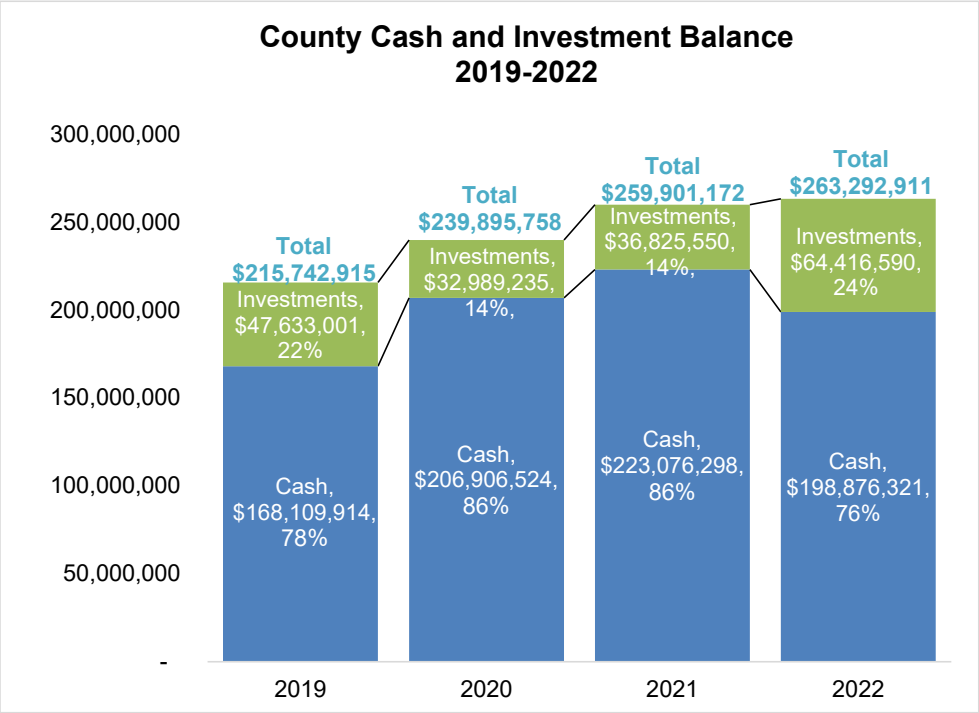 County Cash and Investment Balance
2019-2022
300,000,000
250,000,000
200,000,000
150,000,000
100,000,000
50,000,000
-
Total
$215,742,915
Investments,
$47,633,001,
22%
Cash,
$168,109,914,
78%
Total
$239,895,758
Investments,
$32,989,235,
14%,
Cash,
$206,906,524,
86%
Total
$259,901,172
Investments,
$36,825,550,
14%,
Cash,
$223,076,298,
86%
Total
$263,292,911
Investments,
$64,416,590,
24%
Cash,
$198,876,321,
76%
2019
2020
2021
2022